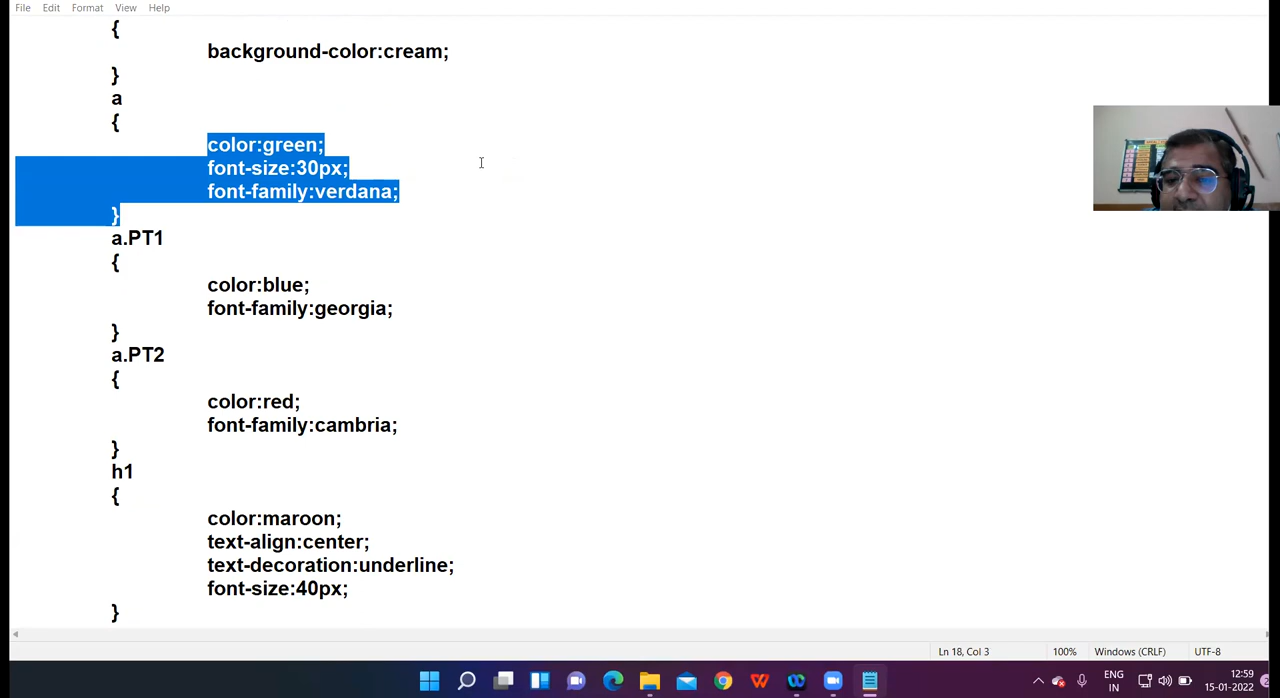 File Edit Format View Help
{
background-color:cream;
}
a
{
color:green;
font-size:30px;
font-family:verdana;
}
a.PT1
{
color:blue;
font-family:georgia;
}
a.PT2
{
color:red;
font-family:cambria;
}
h1
{
color:maroon;
text-align:center;
text-decoration:underline;
font-size:40px;
}
Ln 18, Col 3 100% Windows (CRLF) UTF-8
ENG
IN
12:59
15-01-2022